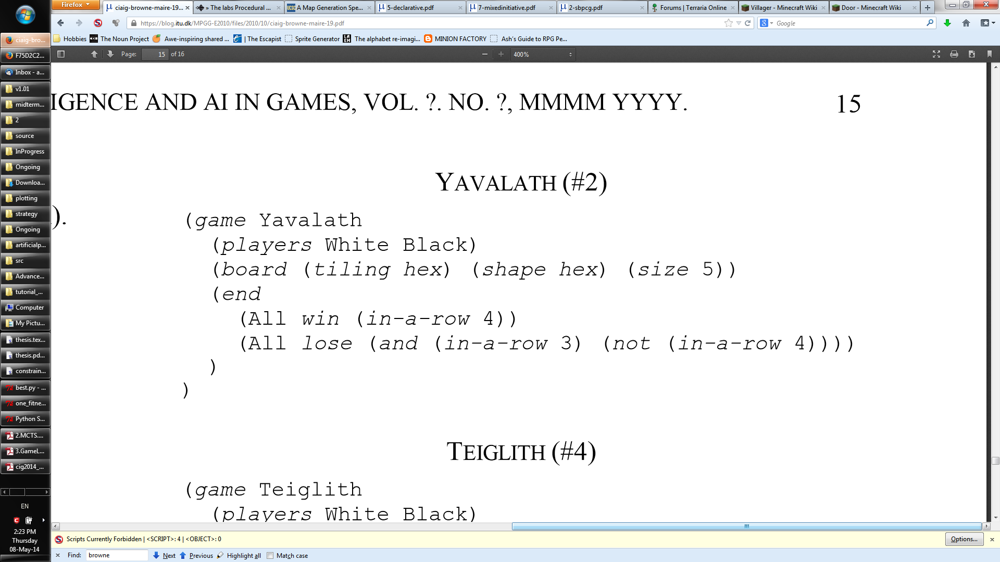 Firefox
ciaig-browne-maire-19...
» The labs Procedural ...
UCSC A Map Generation Spe...
5-declarative.pdf
7-mixedinitiative.pdf
2-sbpcg.pdf
Forums | Terraria Online
Villager - Minecraft Wiki
Door - Minecraft Wiki
https://blog.itu.dk/MPGG-E2010/files/2010/10/ciaig-browne-maire-19.pdf
Google
Hobbies
The Noun Project
Awe-inspiring shared ...
| The Escapist
Sprite Generator
The alphabet re-imagi...
MINION FACTORY
Ash's Guide to RPG Pe...
Page: 15 of 16
400%
ciaig-bro...
F75D2C2...
Inbox - a...
v1.01
midterm...
2
source
InProgress
Ongoing
Downloa...
plotting
strategy
Ongoing
artificialp...
src
Advance...
tutorial_...
Computer
My Pictu...
thesis.tex...
thesis.pd...
constrain...
best.py - ...
one_fitne...
Python S...
2.MCTS....
3.GameL...
cig2014_...
EN
2:23 PM
Thursday
08-May-14
IGENCE AND AI IN GAMES, VOL. ?. NO. ?, MMMM YYYY.
15
).
YAVALATH (#2)
(game Yavalath
(players White Black)
(board (tiling hex) (shape hex) (size 5))
(end
(All win (in-a-row 4))
(All lose (and (in-a-row 3) (not (in-a-row 4))))
)
)
TEIGLITH (#4)
(game Teiglith
(players White Black)
Scripts Currently Forbidden | <SCRIPT>: 4 | <OBJECT>: 0
Options...
Find: browne
Next
Previous
Highlight all
Match case